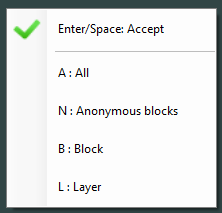 Enter/Space: Accept
A : All
N : Anonymous blocks
B : Block
L : Layer